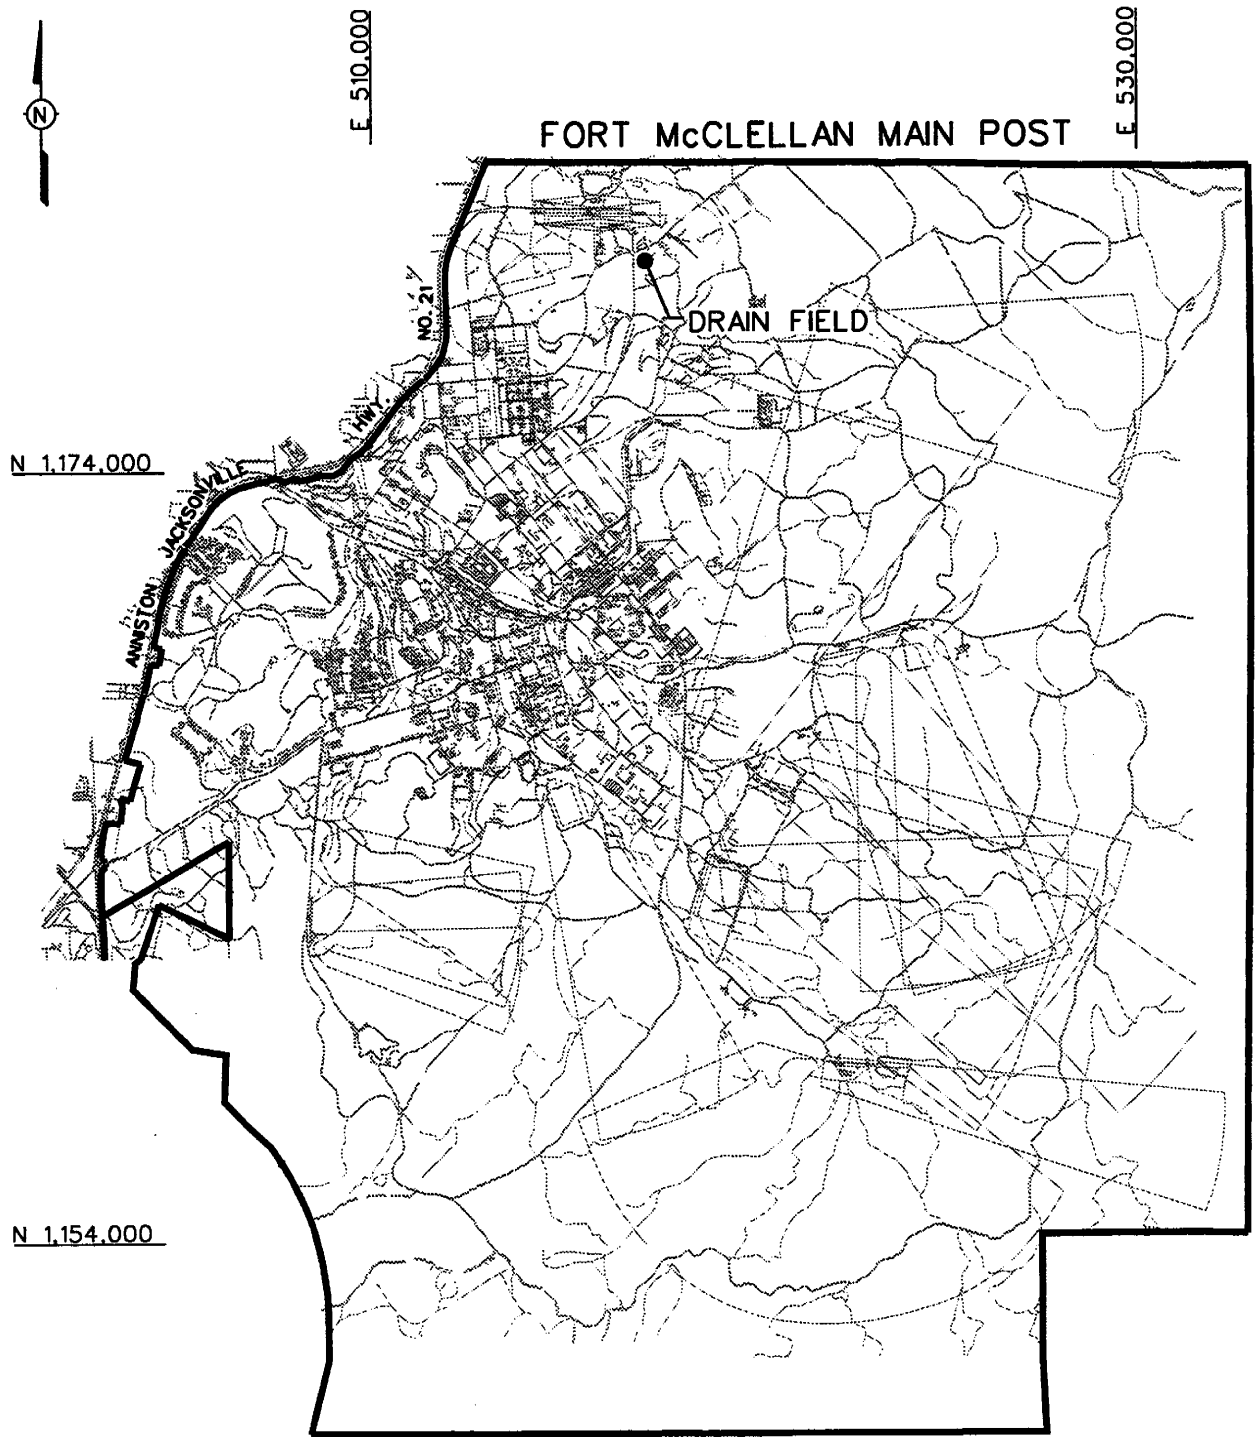 E 510,000
E 530,000
N
FORT McCLELLAN MAIN POST
DRAIN FIELD
N 1,174,000
ANNISTON JACKSONVILLE HWY. NO. 21
N 1,154,000